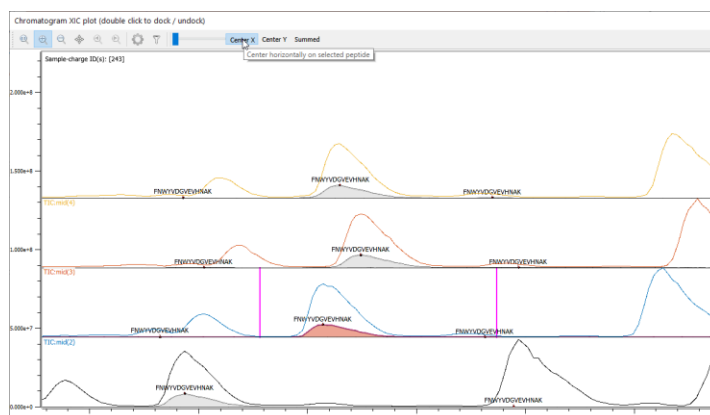 Chromatogram XIC plot (double click to dock / undock)
Center X Center Y Summed
Center horizontally on selected peptide
Sample-charge ID(s): [243]
2.000e+8
1.500e+8
FNWYVDGVEVHNAK FNWYVDGVEVHNAK FNWYVDGVEVHNAK
TIC:mid(4)
1.000e+8
FNWYVDGVEVHNAK FNWYVDGVEVHNAK FNWYVDGVEVHNAK
TIC:mid(3)
5.000e+7
FNWYVDGVEVHNAK FNWYVDGVEVHNAK FNWYVDGVEVHNAK
TIC:mid(2)
FNWYVDGVEVHNAK FNWYVDGVEVHNAK
0.000e+0